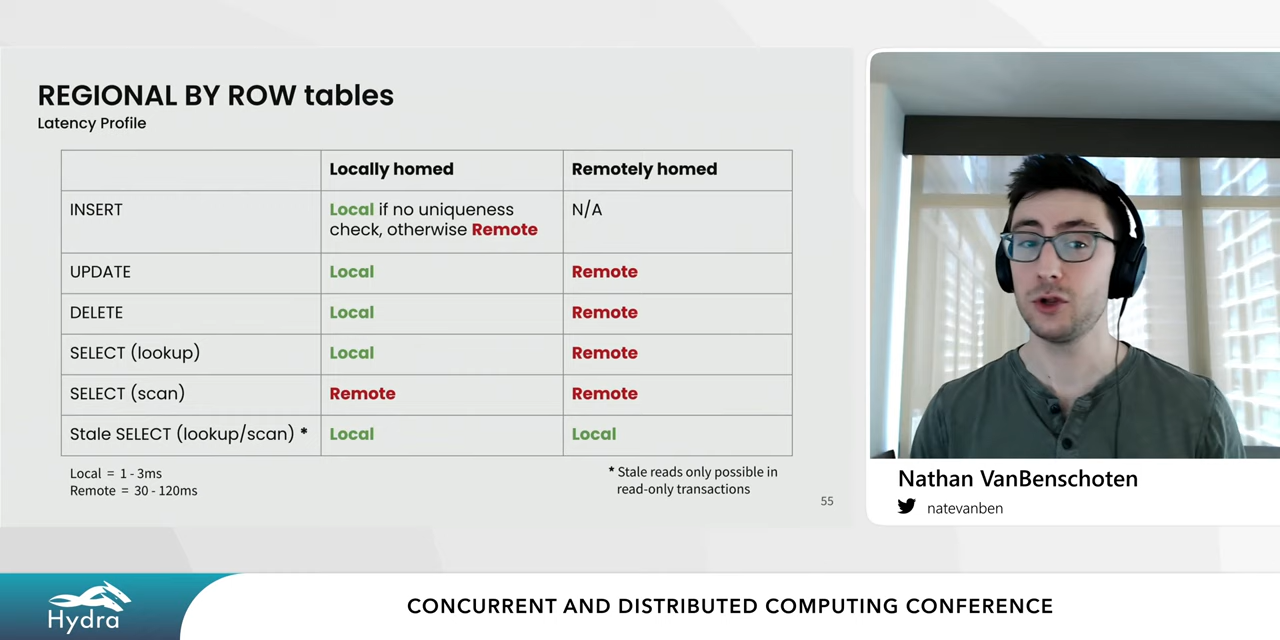 REGIONAL BY ROW tables
Latency Profile
Locally homed
Remotely homed
INSERT
Local if no uniqueness
check, otherwise Remote
N/A
UPDATE
Local
Remote
DELETE
Local
Remote
SELECT (lookup)
Local
Remote
SELECT (scan)
Remote
Remote
Stale SELECT (lookup/scan) *
Local
Local
Local = 1 - 3ms
Remote = 30 - 120ms
* Stale reads only possible in
read-only transactions
55
Nathan VanBenschoten
natevanben
Hydra
CONCURRENT AND DISTRIBUTED COMPUTING CONFERENCE